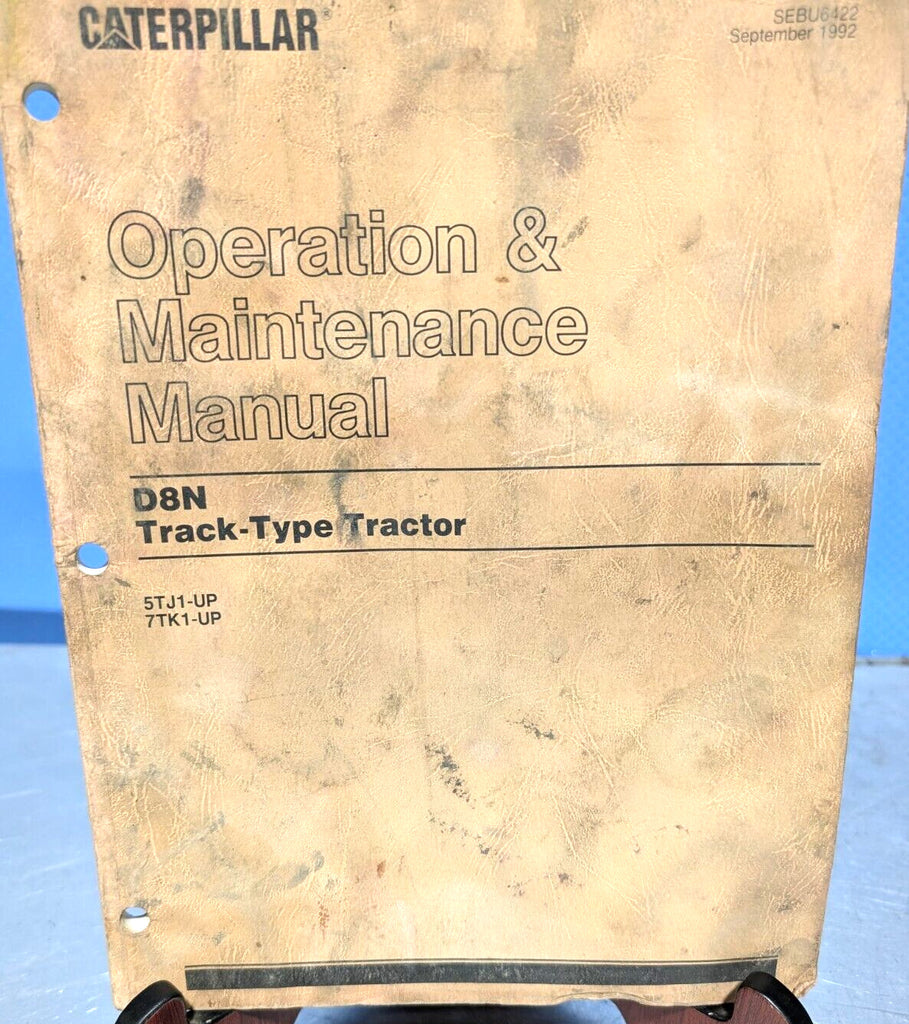 CATERPILLAR®
SEBU6422
September 1992
Operation &
Maintenance
Manual
D8N
Track-Type Tractor
5TJ1-UP
7TK1-UP